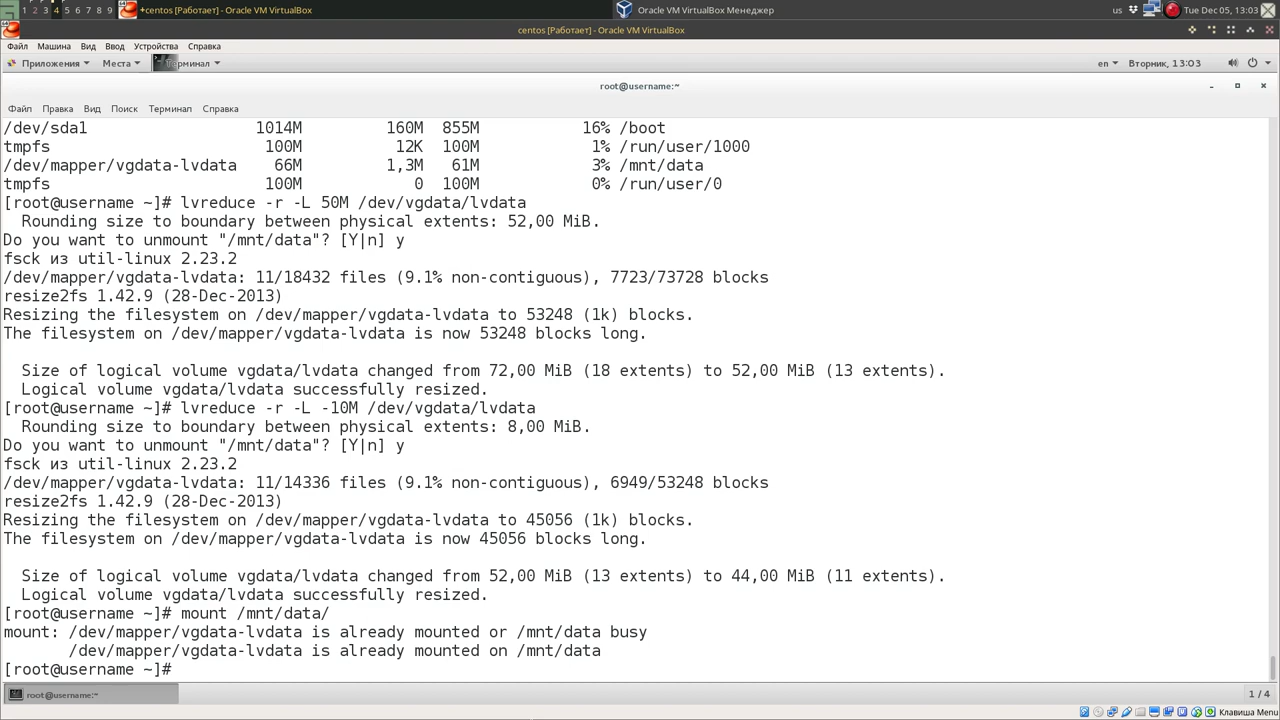 1 2 3 4 5 6 7 8 9 *centos [Работает] - Oracle VM VirtualBox Oracle VM VirtualBox Менеджер us Tue Dec 05, 13:03
centos [Работает] - Oracle VM VirtualBox
Файл Машина Вид Ввод Устройства Справка
Приложения Места Терминал en Вторник, 13:03
root@username:~
Файл Правка Вид Поиск Терминал Справка
/dev/sda1 1014M 160M 855M 16% /boot
tmpfs 100M 12K 100M 1% /run/user/1000
/dev/mapper/vgdata-lvdata 66M 1,3M 61M 3% /mnt/data
tmpfs 100M 0 100M 0% /run/user/0
[root@username ~]# lvreduce -r -L 50M /dev/vgdata/lvdata
Rounding size to boundary between physical extents: 52,00 MiB.
Do you want to unmount "/mnt/data"? [Y|n] y
fsck из util-linux 2.23.2
/dev/mapper/vgdata-lvdata: 11/18432 files (9.1% non-contiguous), 7723/73728 blocks
resize2fs 1.42.9 (28-Dec-2013)
Resizing the filesystem on /dev/mapper/vgdata-lvdata to 53248 (1k) blocks.
The filesystem on /dev/mapper/vgdata-lvdata is now 53248 blocks long.
Size of logical volume vgdata/lvdata changed from 72,00 MiB (18 extents) to 52,00 MiB (13 extents).
Logical volume vgdata/lvdata successfully resized.
[root@username ~]# lvreduce -r -L -10M /dev/vgdata/lvdata
Rounding size to boundary between physical extents: 8,00 MiB.
Do you want to unmount "/mnt/data"? [Y|n] y
fsck из util-linux 2.23.2
/dev/mapper/vgdata-lvdata: 11/14336 files (9.1% non-contiguous), 6949/53248 blocks
resize2fs 1.42.9 (28-Dec-2013)
Resizing the filesystem on /dev/mapper/vgdata-lvdata to 45056 (1k) blocks.
The filesystem on /dev/mapper/vgdata-lvdata is now 45056 blocks long.
Size of logical volume vgdata/lvdata changed from 52,00 MiB (13 extents) to 44,00 MiB (11 extents).
Logical volume vgdata/lvdata successfully resized.
[root@username ~]# mount /mnt/data/
mount: /dev/mapper/vgdata-lvdata is already mounted or /mnt/data busy
/dev/mapper/vgdata-lvdata is already mounted on /mnt/data
[root@username ~]#
root@username:~ 1 / 4
Клавиша Menu